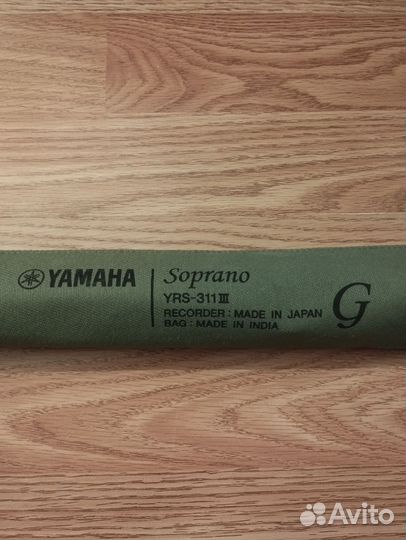 YAMAHA
Soprano
YRS-311III
RECORDER: MADE IN JAPAN
BAG: MADE IN INDIA
G
Avito